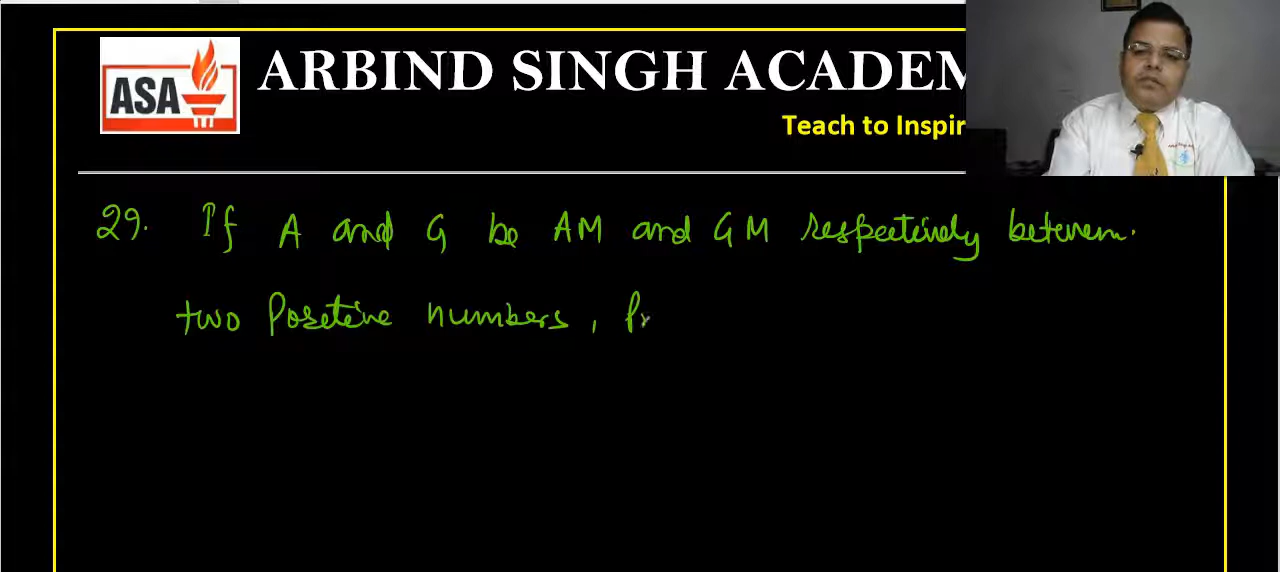 ASA
ARBIND SINGH ACADEM
Teach to Inspir
29. If A and G be AM and GM respectively between
two Positive numbers, Pr